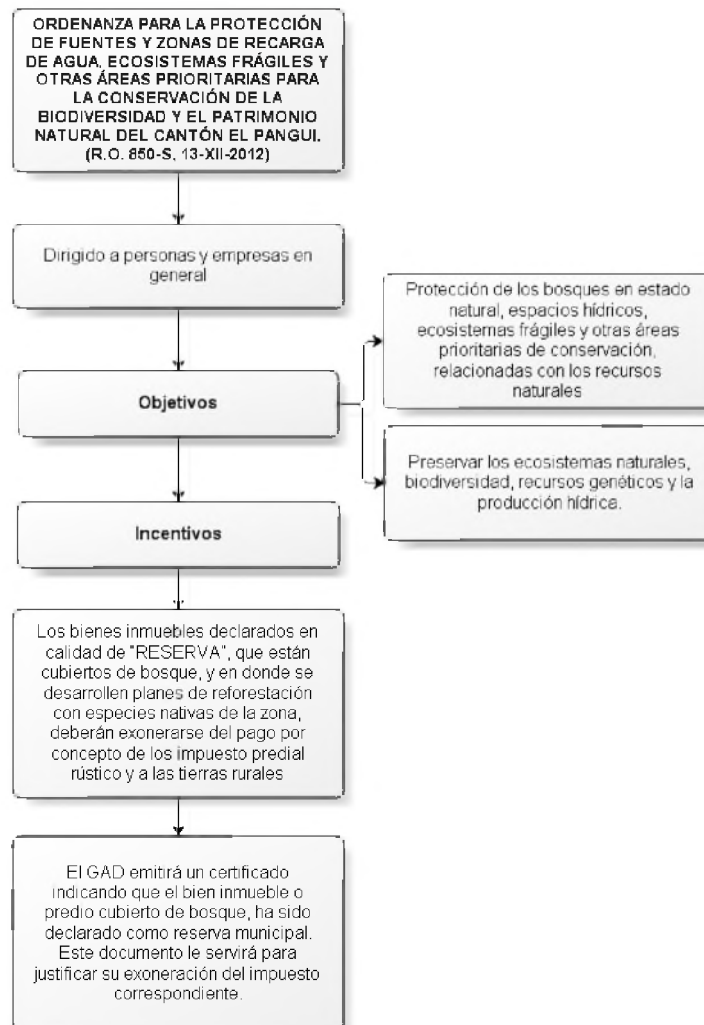 ORDENANZA PARA LA PROTECCIÓN
DE FUENTES Y ZONAS DE RECARGA
DE AGUA, ECOSISTEMAS FRÁGILES Y
OTRAS ÁREAS PRIORITARIAS PARA
LA CONSERVACIÓN DE LA
BIODIVERSIDAD Y EL PATRIMONIO
NATURAL DEL CANTÓN EL PANGUI.
(R.O. 850-S, 13-XII-2012)
Dirigido a personas y empresas en
general
Objetivos
Protección de los bosques en estado
natural, espacios hídricos,
ecosistemas frágiles y otras áreas
prioritarias de conservación,
relacionadas con los recursos
naturales
Preservar los ecosistemas naturales,
biodiversidad, recursos genéticos y la
producción hídrica.
Incentivos
Los bienes inmuebles declarados en
calidad de "RESERVA", que están
cubiertos de bosque, y en donde se
desarrollen planes de reforestación
con especies nativas de la zona,
deberán exonerarse del pago por
concepto de los impuesto predial
rústico y a las tierras rurales
El GAD emitirá un certificado
indicando que el bien inmueble o
predio cubierto de bosque, ha sido
declarado como reserva municipal.
Este documento le servirá para
justificar su exoneración del impuesto
correspondiente.